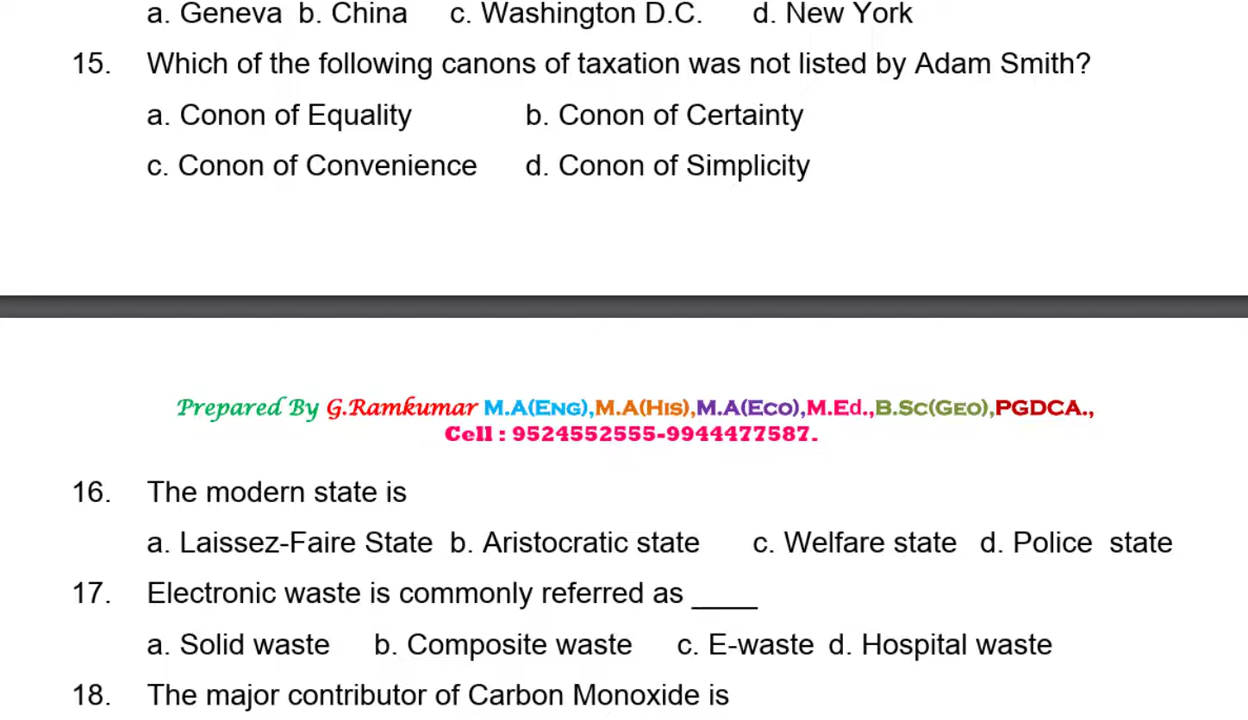 a. Geneva b. China c. Washington D.C. d. New York
15. Which of the following canons of taxation was not listed by Adam Smith?
a. Conon of Equality b. Conon of Certainty
c. Conon of Convenience d. Conon of Simplicity
Prepared By G.Ramkumar M.A(ENG),M.A(HIS),M.A(ECO),M.Ed.,B.SC(GEO),PGDCA.,
Cell : 9524552555-9944477587.
16. The modern state is
a. Laissez-Faire State b. Aristocratic state c. Welfare state d. Police state
17. Electronic waste is commonly referred as ____
a. Solid waste b. Composite waste c. E-waste d. Hospital waste
18. The major contributor of Carbon Monoxide is